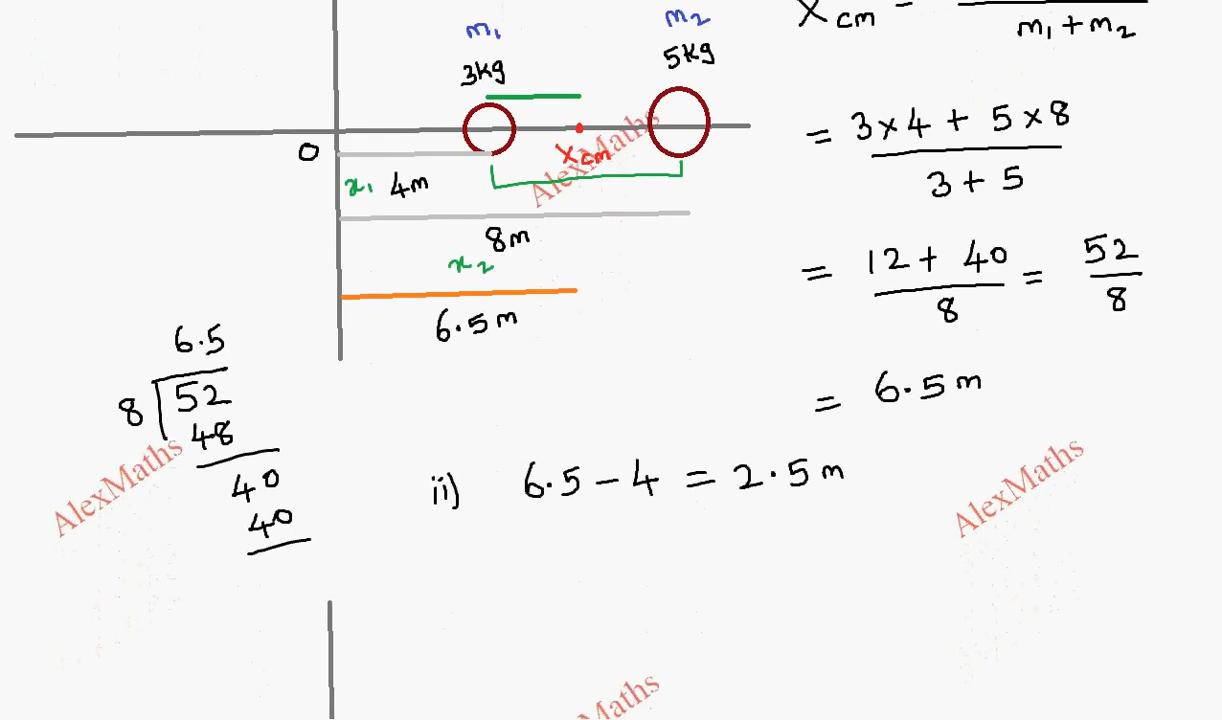 m₁ m₂
3kg 5kg
X cm =
m₁ + m₂
O
Xcm
x₁ 4m
8m
x₂
6.5m
= 3×4 + 5×8
3 + 5
= 12 + 40 = 52
8 8
= 6.5m
6.5
8 52
48
40
40
ii) 6.5 - 4 = 2.5m
AlexMaths
AlexMaths
AlexMaths
Maths